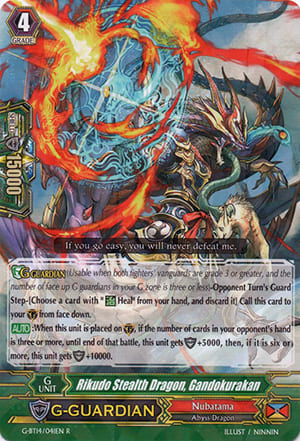 4
GRADE
SHIELD
15000
If you go easy, you will never defeat me.
G GUARDIAN (Usable when both fighters' vanguards are grade 3 or greater, and the
number of face up G guardians in your G zone is three or less)-Opponent Turn's Guard
Step-[Choose a card with "Heal" from your hand, and discard it] Call this card to
your from face down.
AUTO:When this unit is placed on , if the number of cards in your opponent's hand
is three or more, until end of that battle, this unit gets +5000, then, if it is six or
more, this unit gets +10000.
G UNIT
Rikudo Stealth Dragon, Gandokurakan
G-GUARDIAN
Nubatama
Abyss Dragon
G-BT14/041EN R
ILLUST / NINNIN